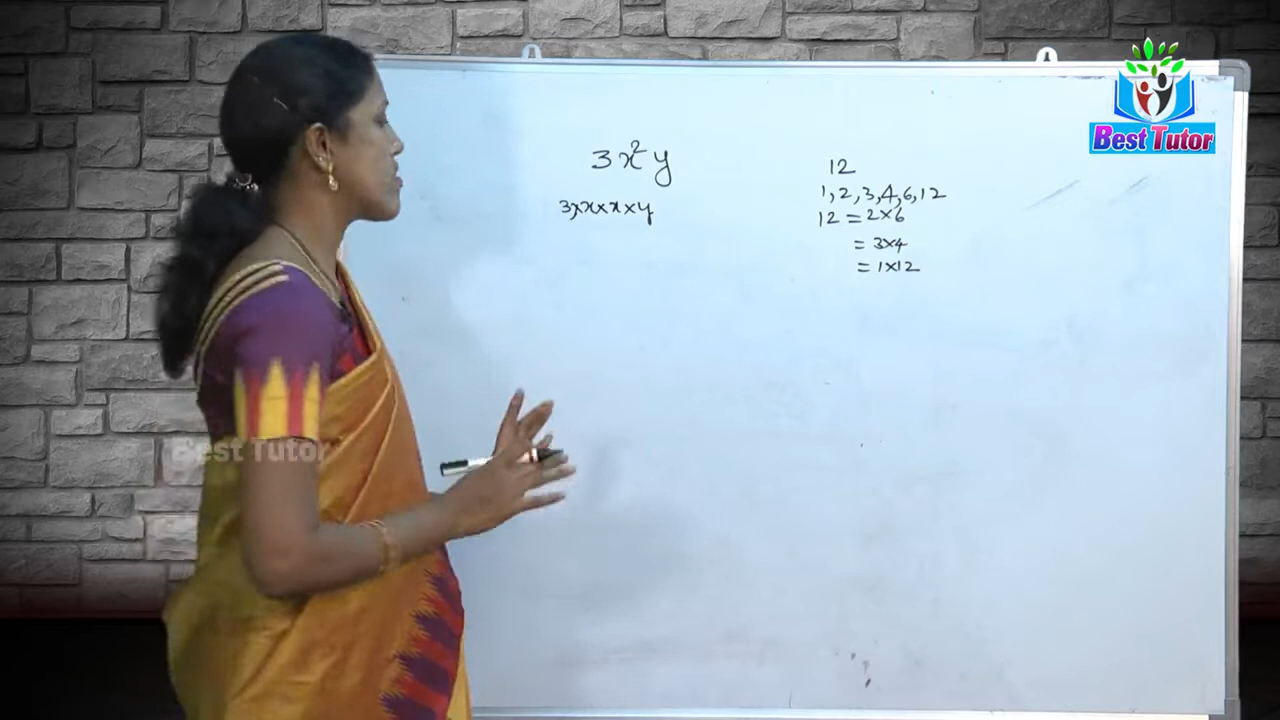 Best Tutor
3x²y
3×x×x×y
12
1,2,3,4,6,12
12 = 2×6
= 3×4
= 1×12
Best Tutor